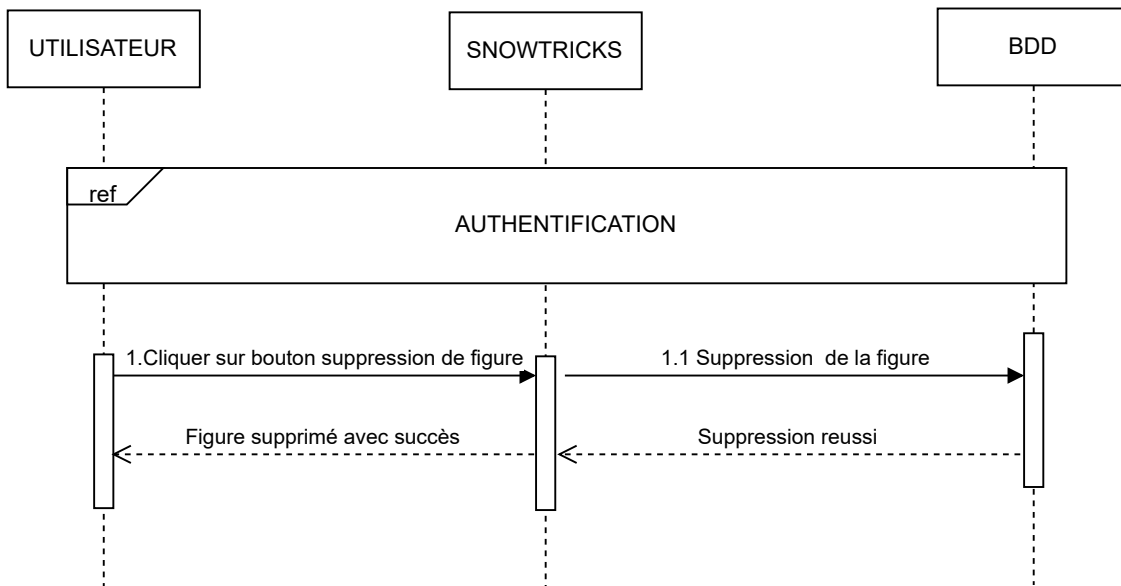 UTILISATEUR
SNOWTRICKS
BDD
ref
AUTHENTIFICATION
1.Cliquer sur bouton suppression de figure
1.1 Suppression  de la figure
Figure supprimé avec succès
Suppression reussi